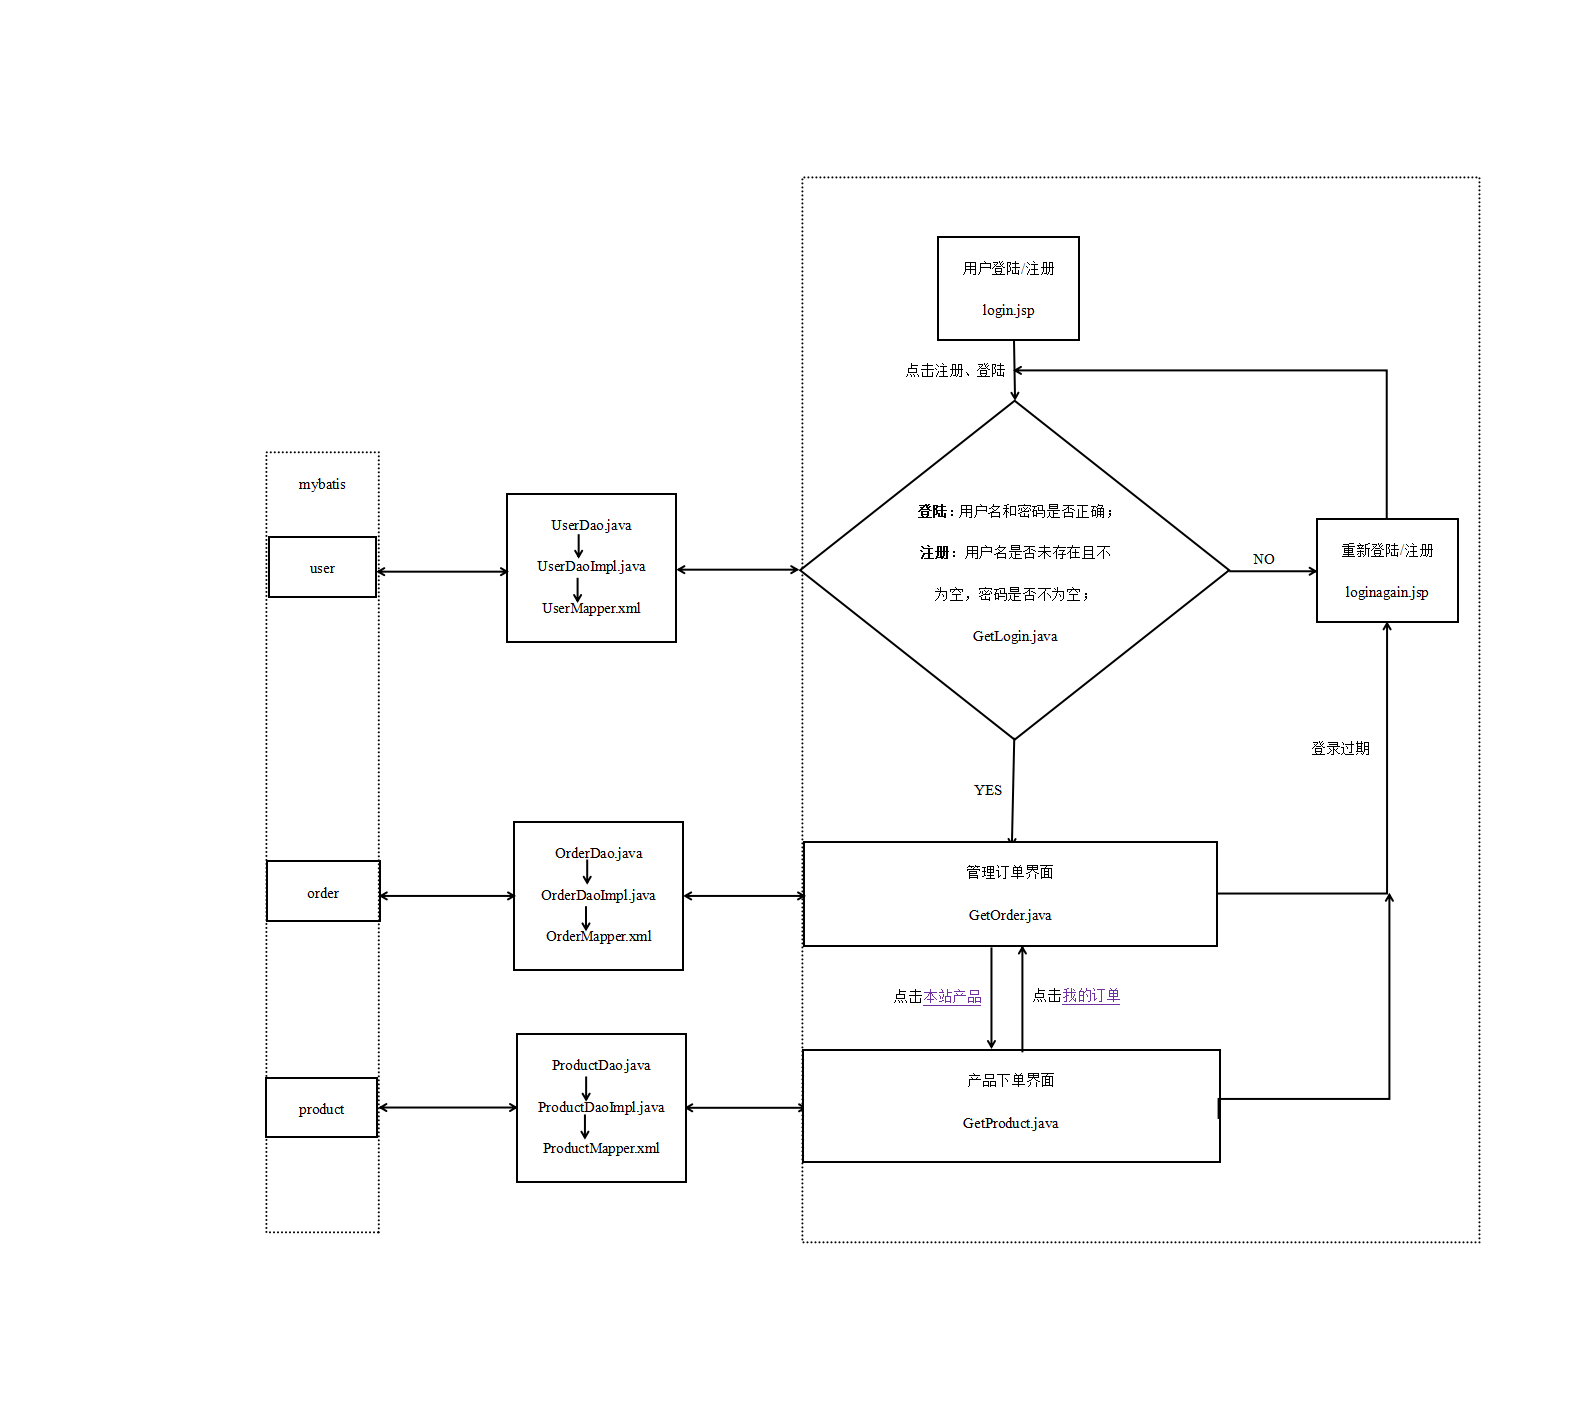 用户登陆/注册
login.jsp
点击注册、登陆
mybatis
user
UserDao.java
UserDaoImpl.java
UserMapper.xml
登陆：用户名和密码是否正确；
注册：用户名是否未存在且不
为空，密码是否不为空；
GetLogin.java
NO
重新登陆/注册
loginagain.jsp
登录过期
YES
order
OrderDao.java
OrderDaoImpl.java
OrderMapper.xml
管理订单界面
GetOrder.java
点击本站产品
点击我的订单
product
ProductDao.java
ProductDaoImpl.java
ProductMapper.xml
产品下单界面
GetProduct.java